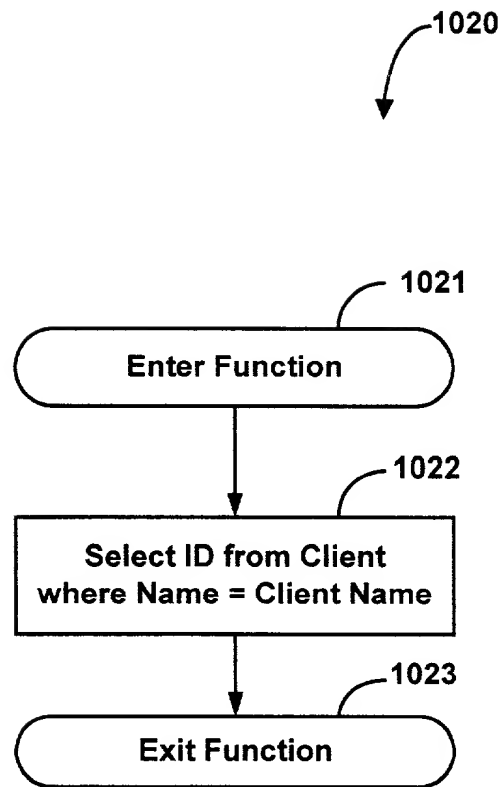 1020
1021
Enter Function
1022
Select ID from Client
where Name = Client Name
1023
Exit Function